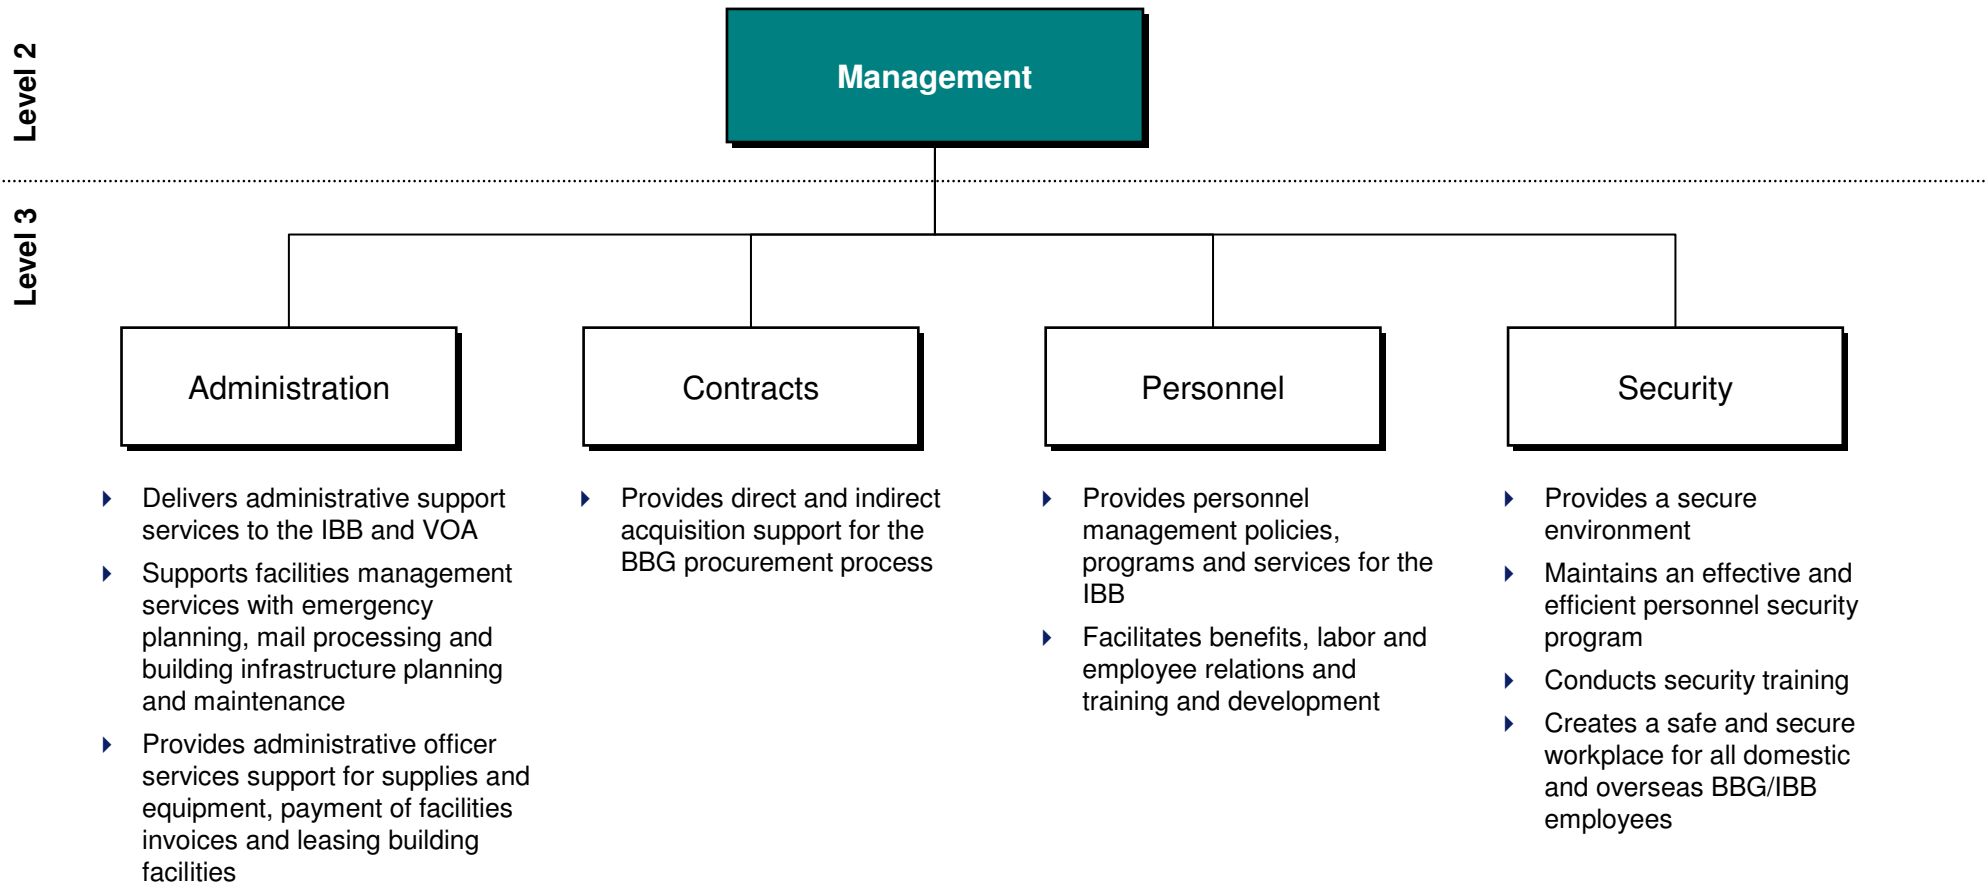 Level 2
Management
Level 3
Administration
Contracts
Personnel
Security
Delivers administrative support
services to the IBB and VOA
Supports facilities management
services with emergency
planning, mail processing and
building infrastructure planning
and maintenance
Provides administrative officer
services support for supplies and
equipment, payment of facilities
invoices and leasing building
facilities
Provides direct and indirect
acquisition support for the
BBG procurement process
Provides personnel
management policies,
programs and services for the
IBB
Facilitates benefits, labor and
employee relations and
training and development
Provides a secure
environment
Maintains an effective and
efficient personnel security
program
Conducts security training
Creates a safe and secure
workplace for all domestic
and overseas BBG/IBB
employees